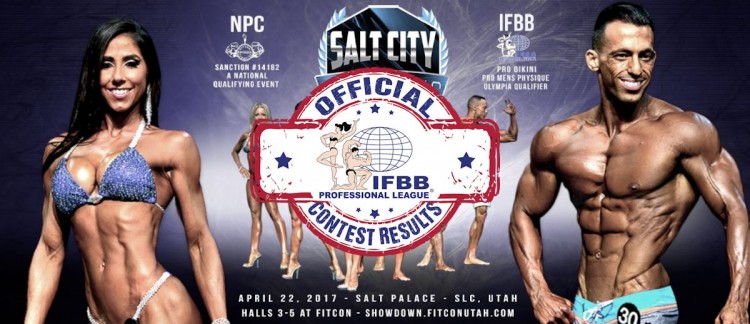 NPC
SANCTION #14182
A NATIONAL
QUALIFYING EVENT
SALT CITY
IFBB
PRO BIKINI
PRO MENS PHYSIQUE
OLYMPIA QUALIFIER
OFFICIAL
IFBB
PROFESSIONAL LEAGUE
CONTEST RESULTS
30
APRIL 22, 2017 - SALT PALACE - SLC, UTAH
HALLS 3-5 AT FITCON - SHOWDOWN.FITCONUTAH.COM